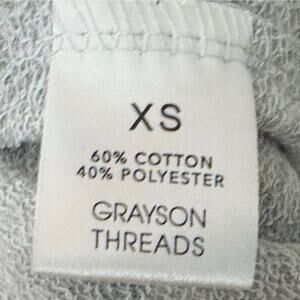 XS
60% COTTON
40% POLYESTER
GRAYSON
THREADS